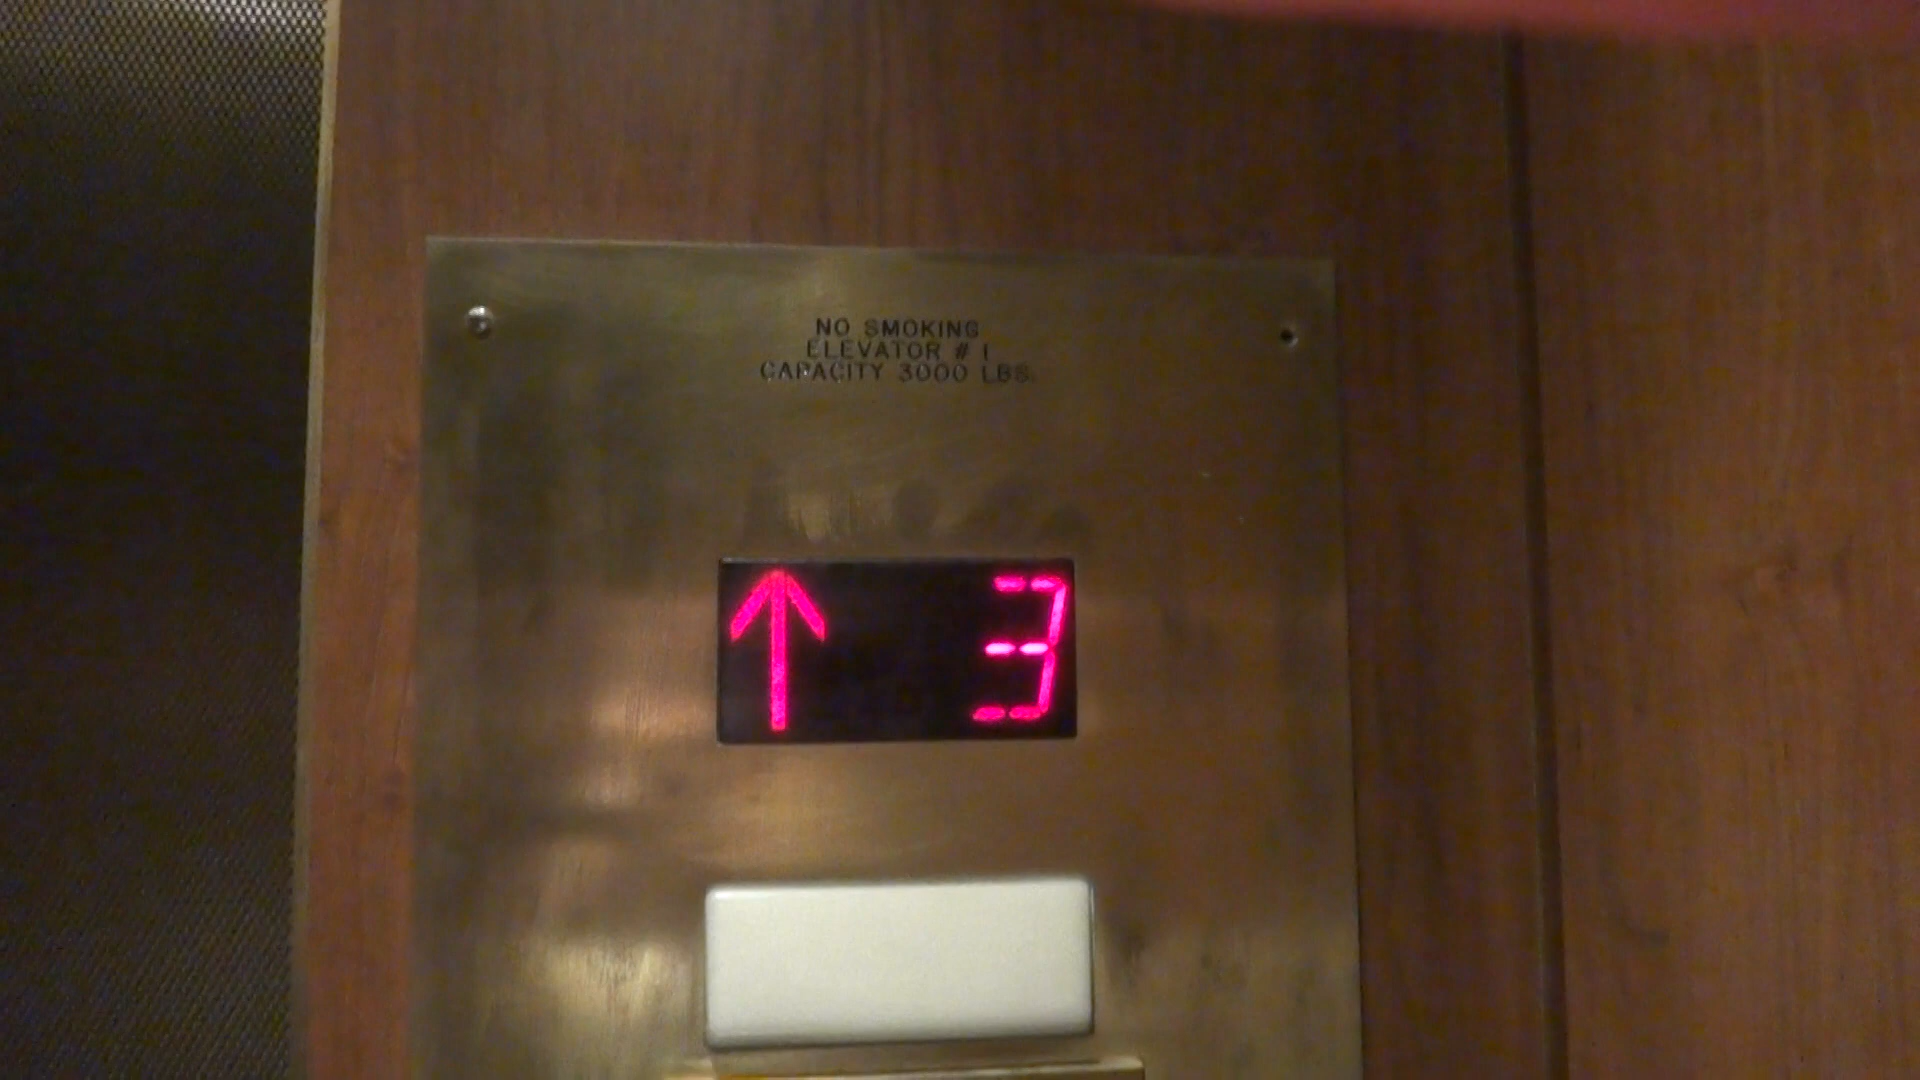 NO SMOKING
ELEVATOR # 1
CAPACITY 3000 LBS.
↑ 3